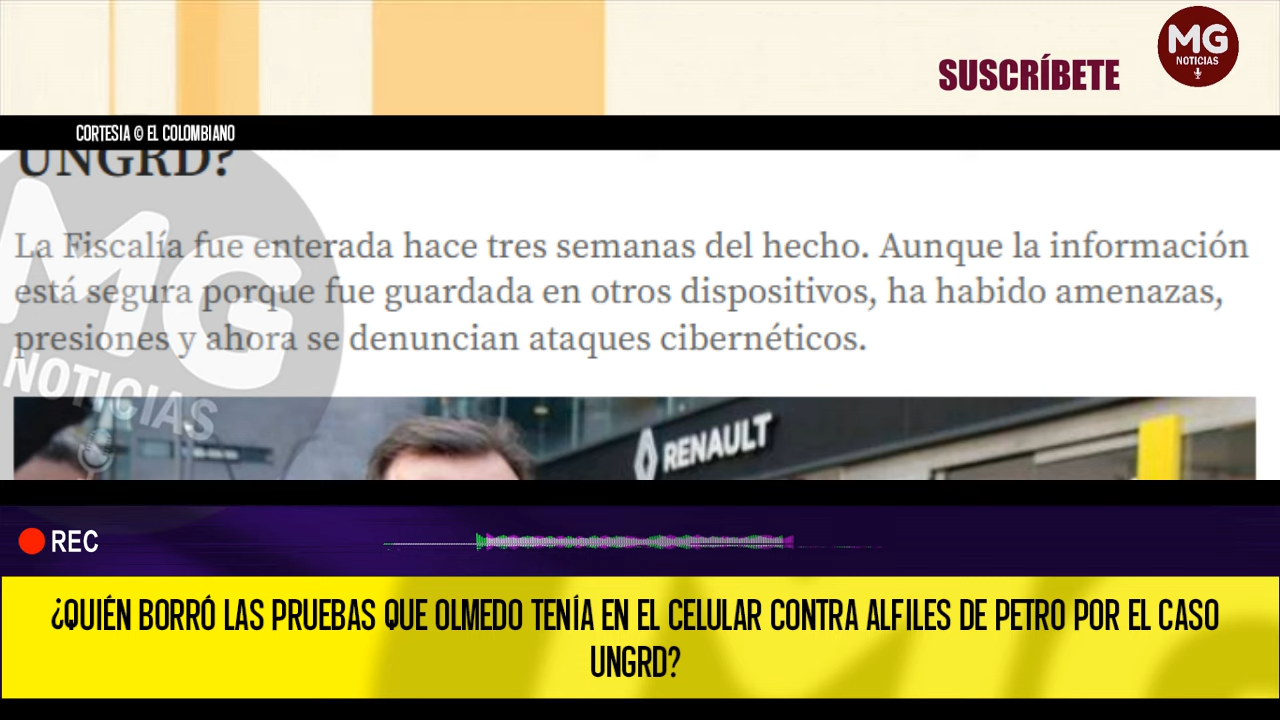 SUSCRÍBETE
MG
NOTICIAS
CORTESIA © EL COLOMBIANO
UNGRD?
La Fiscalía fue enterada hace tres semanas del hecho. Aunque la información
está segura porque fue guardada en otros dispositivos, ha habido amenazas,
presiones y ahora se denuncian ataques cibernéticos.
MG
NOTICIAS
RENAULT
REC
¿QUIÉN BORRÓ LAS PRUEBAS QUE OLMEDO TENÍA EN EL CELULAR CONTRA ALFILES DE PETRO POR EL CASO
UNGRD?